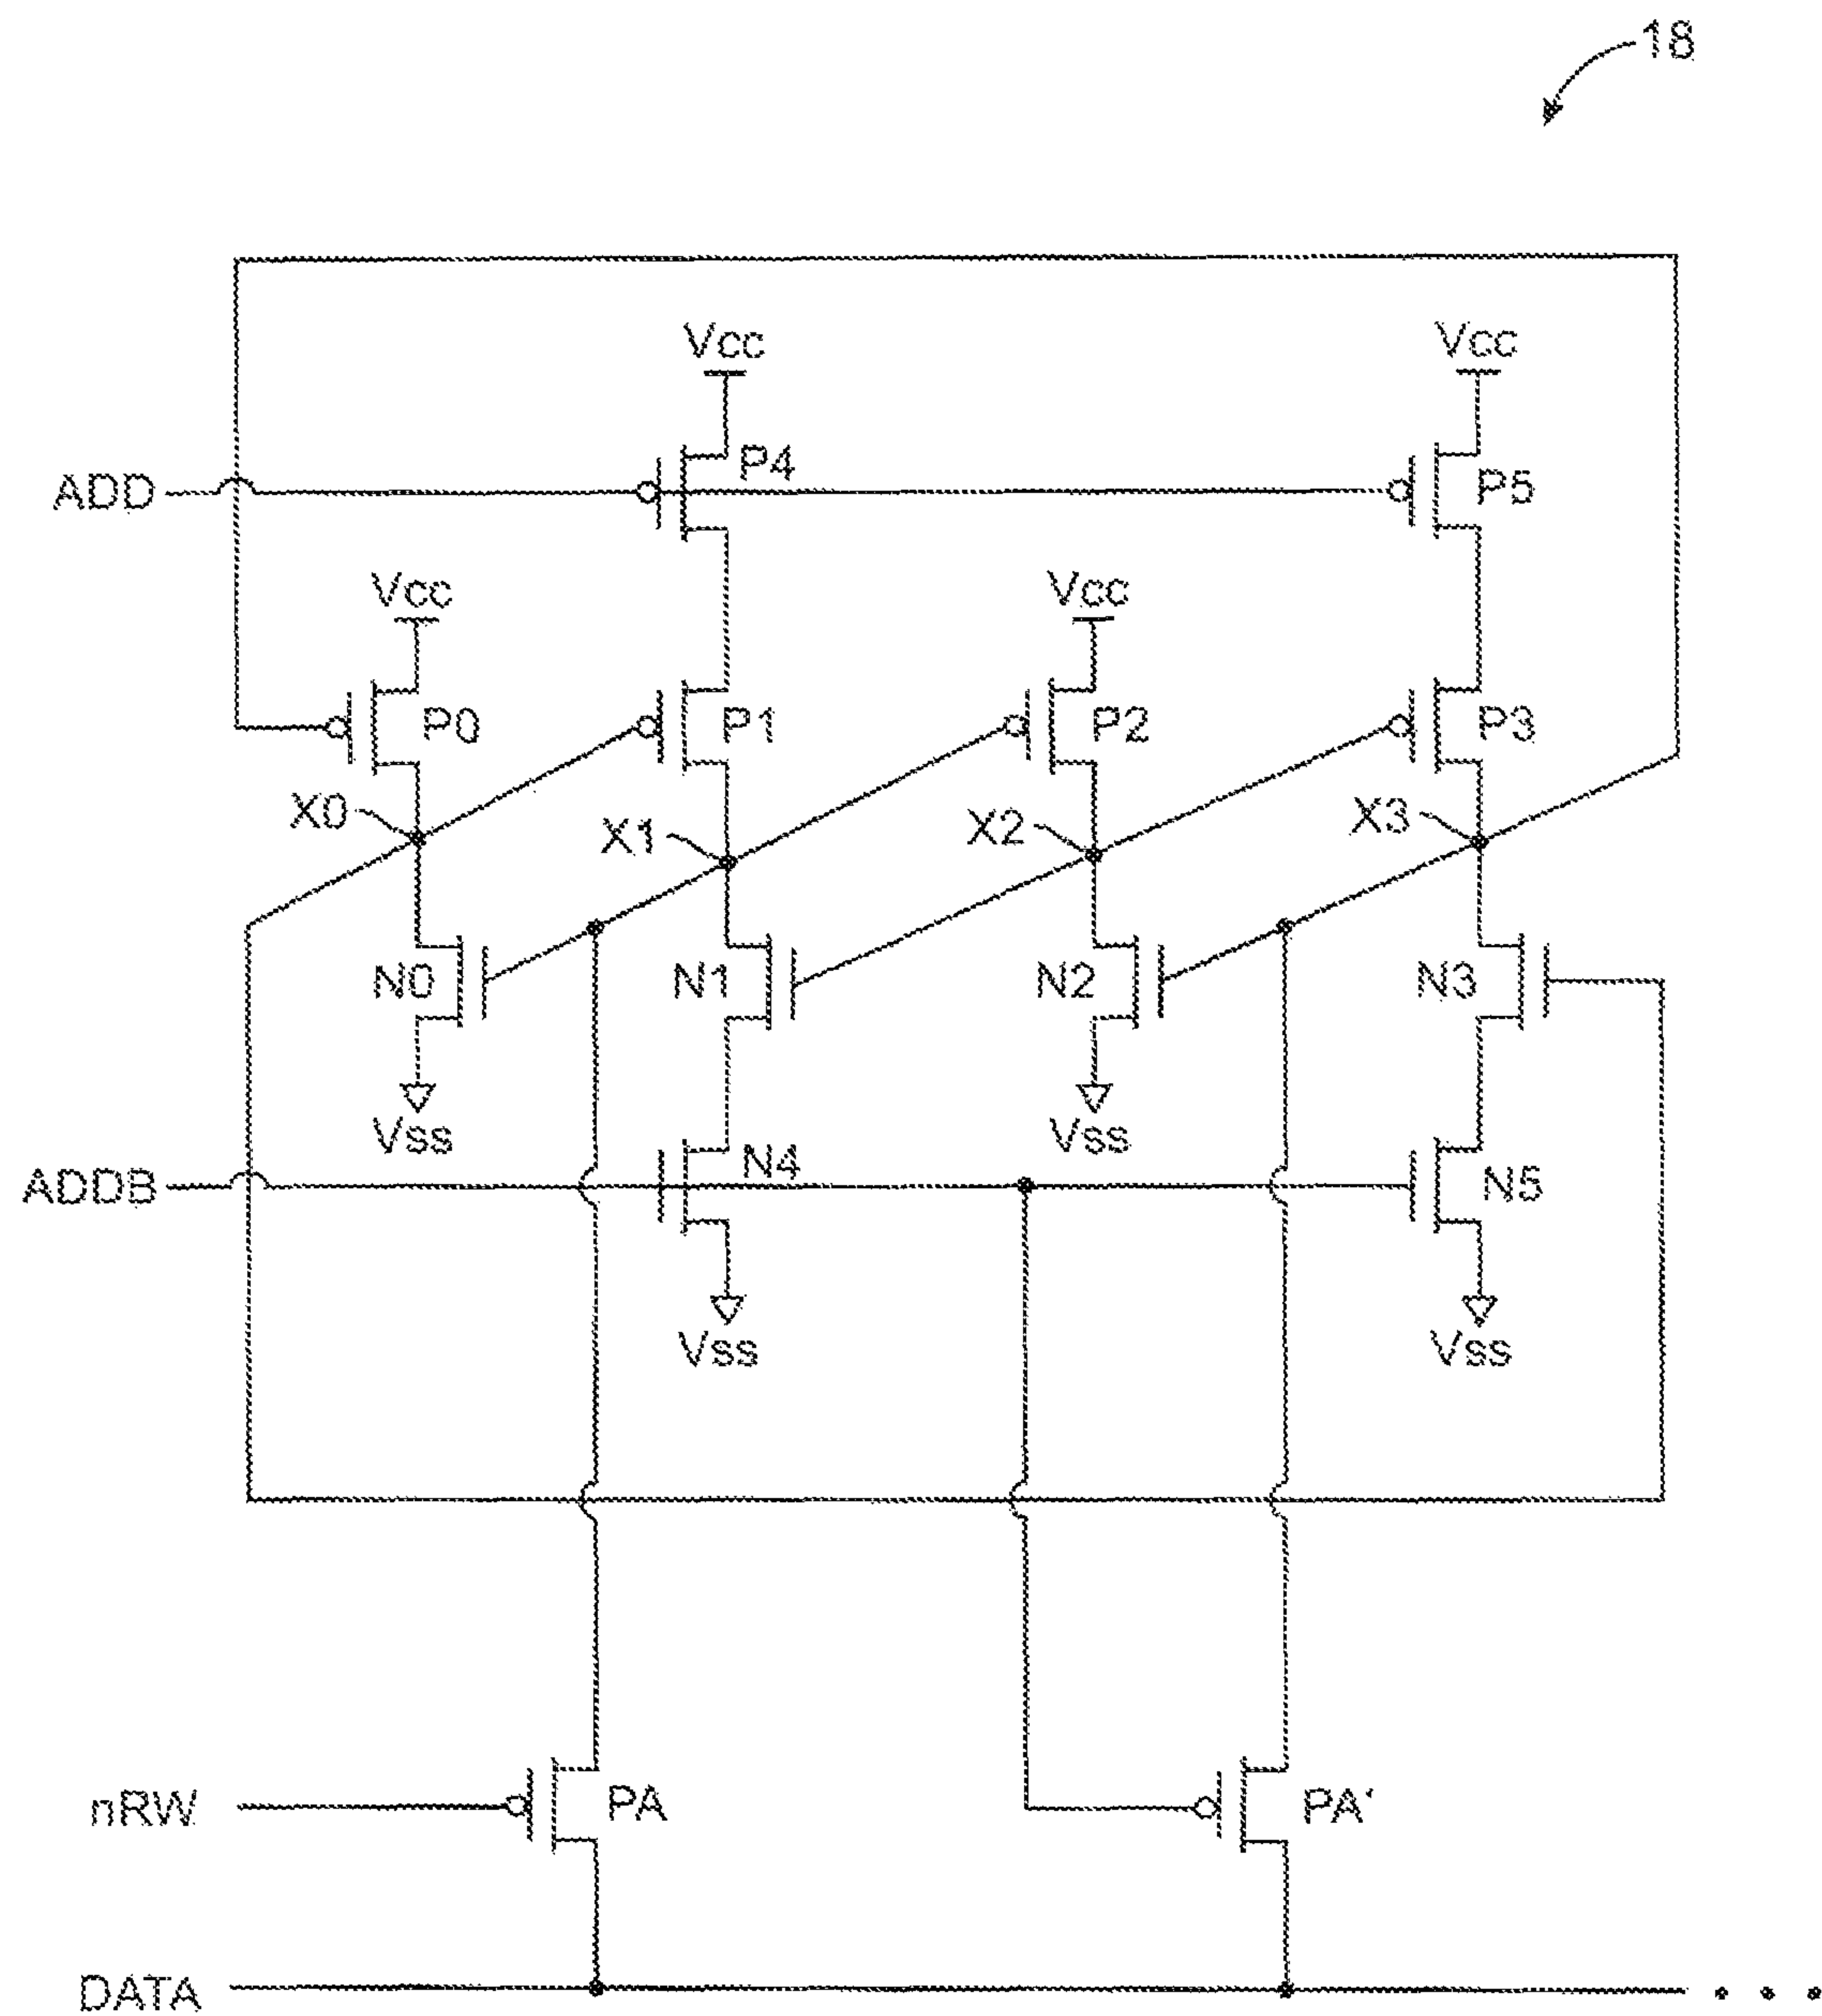 18
Vcc
Vcc
ADD
P4
P5
Vcc
Vcc
P0
P1
P2
P3
X0
X1
X2
X3
N0
N1
N2
N3
Vss
Vss
ADDB
N4
N5
Vss
Vss
nRW
PA
PA'
DATA